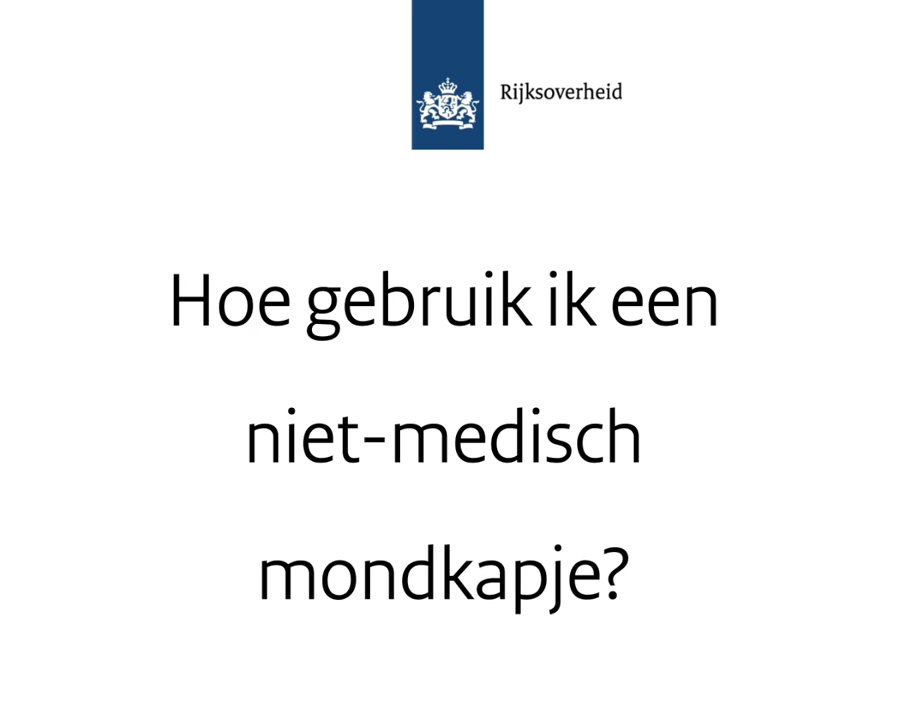 Rijksoverheid
Hoe gebruik ik een
niet-medisch
mondkapje?